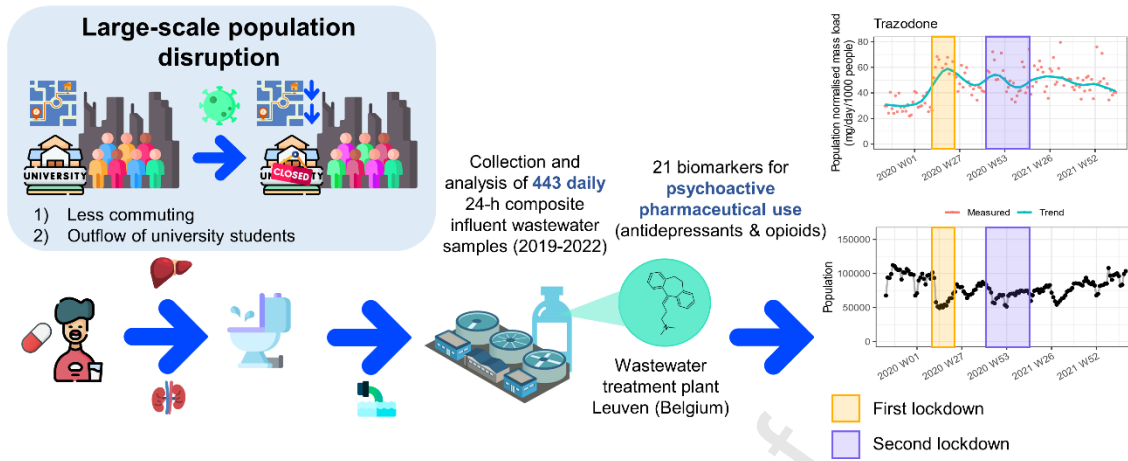 Large-scale population
disruption
UNIVERSITY
UNIVERSITY
CLOSED
1) Less commuting
2) Outflow of university students
Collection and
analysis of 443 daily
24-h composite
influent wastewater
samples (2019-2022)
21 biomarkers for
psychoactive
pharmaceutical use
(antidepressants & opioids)
Wastewater
treatment plant
Leuven (Belgium)
Trazodone
Population normalised mass load
(mg/day/1000 people)
80
60
40
20
0
2020 W01
2020 W27
2020 W53
2021 W26
2021 W52
Measured
Trend
Population
150000
100000
50000
0
2020 W01
2020 W27
2020 W53
2021 W26
2021 W52
First lockdown
Second lockdown
f